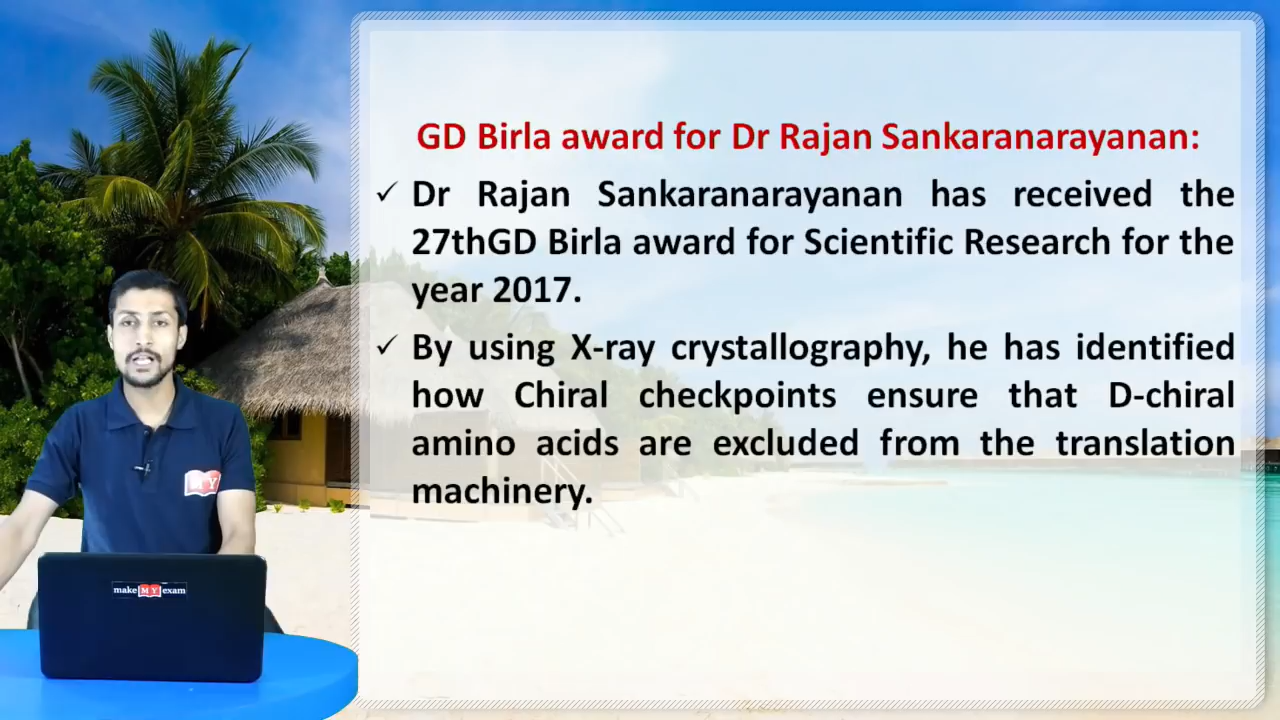 GD Birla award for Dr Rajan Sankaranarayanan:
✓ Dr Rajan Sankaranarayanan has received the
27thGD Birla award for Scientific Research for the
year 2017.
✓ By using X-ray crystallography, he has identified
how Chiral checkpoints ensure that D-chiral
amino acids are excluded from the translation
machinery.
M Y
make MY exam